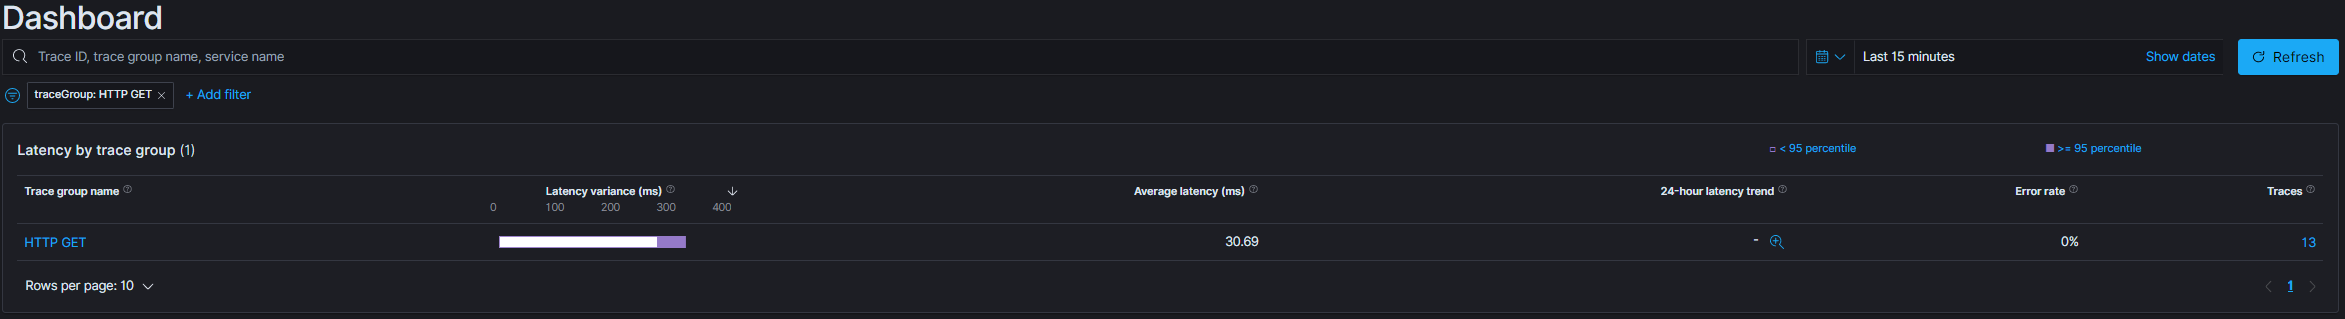 Dashboard
Trace ID, trace group name, service name
Last 15 minutes
Show dates
Refresh
traceGroup: HTTP GET ×
+ Add filter
Latency by trace group (1)
< 95 percentile
>= 95 percentile
Trace group name
Latency variance (ms)
Average latency (ms)
24-hour latency trend
Error rate
Traces
0 100 200 300 400
HTTP GET
30.69
-
0%
13
Rows per page: 10
1